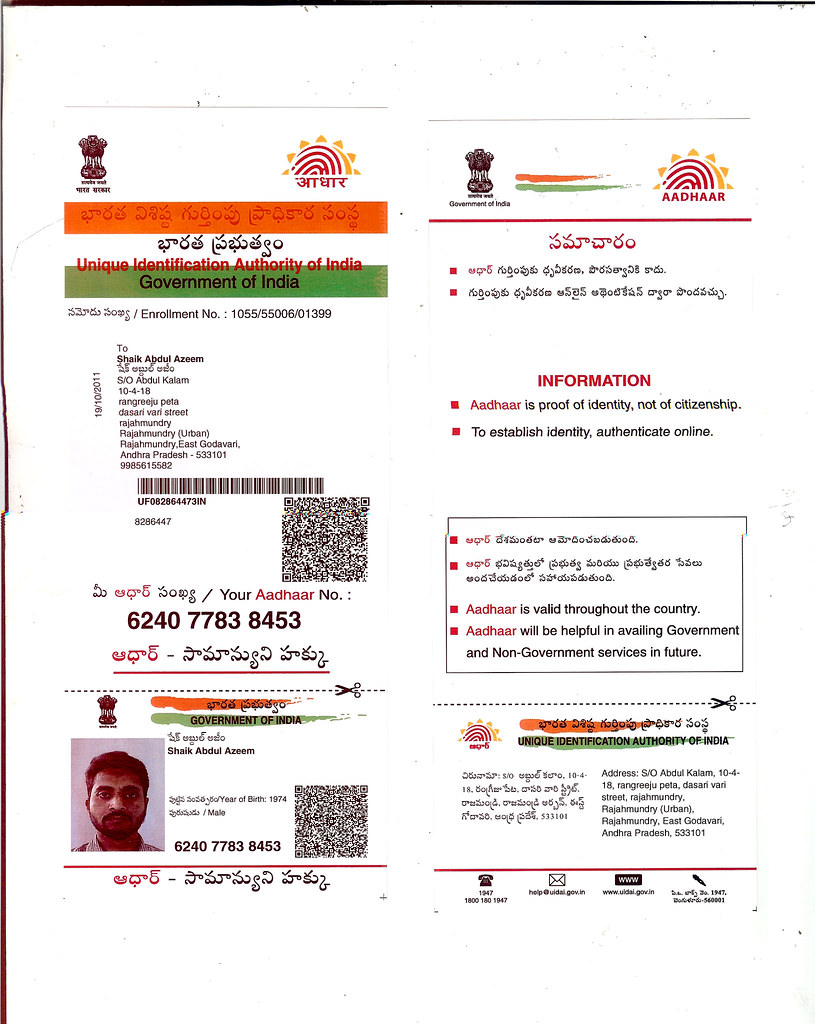 सत्यमेव जयते
भारत सरकार
आधार
భారత విశిష్ట గుర్తింపు ప్రాధికార సంస్థ
భారత ప్రభుత్వం
Unique Identification Authority of India
Government of India
నమోదు సంఖ్య / Enrollment No. : 1055/55006/01399
19/10/2011
To
Shaik Abdul Azeem
షేక్ అబ్దుల్ అజీం
S/O Abdul Kalam
10-4-18
rangreeju peta
dasari vari street
rajahmundry
Rajahmundry (Urban)
Rajahmundry,East Godavari,
Andhra Pradesh - 533101
9985615582
UF082864473IN
8286447
మీ ఆధార్ సంఖ్య / Your Aadhaar No. :
6240 7783 8453
ఆధార్ - సామాన్యుని హక్కు
భారత ప్రభుత్వం
GOVERNMENT OF INDIA
షేక్ అబ్దుల్ అజీం
Shaik Abdul Azeem
పుట్టిన సంవత్సరం/Year of Birth: 1974
పురుషుడు / Male
6240 7783 8453
ఆధార్ - సామాన్యుని హక్కు
सत्यमेव जयते
Government of India
AADHAAR
సమాచారం
ఆధార్ గుర్తింపుకు ధృవీకరణ, పౌరసత్వానికి కాదు.
గుర్తింపుకు ధృవీకరణ ఆన్‌లైన్ అథెంటికేషన్ ద్వారా పొందవచ్చు.
INFORMATION
Aadhaar is proof of identity, not of citizenship.
To establish identity, authenticate online.
ఆధార్ దేశమంతటా ఆమోదించబడుతుంది.
ఆధార్ భవిష్యత్తులో ప్రభుత్వ మరియు ప్రభుత్వేతర సేవలు
అందచేయడంలో సహాయపడుతుంది.
Aadhaar is valid throughout the country.
Aadhaar will be helpful in availing Government
and Non-Government services in future.
ఆధార్
భారత విశిష్ట గుర్తింపు ప్రాధికార సంస్థ
UNIQUE IDENTIFICATION AUTHORITY OF INDIA
చిరునామా: S/O అబ్దుల్ కలాం, 10-4-
18, రంగ్రీజు పేట, దాసరి వారి స్ట్రీట్,
రాజమండ్రి, రాజమండ్రి అర్బన్, ఈస్ట్
గోదావరి, ఆంధ్ర ప్రదేశ్, 533101
Address: S/O Abdul Kalam, 10-4-
18, rangreeju peta, dasari vari
street, rajahmundry,
Rajahmundry (Urban),
Rajahmundry, East Godavari,
Andhra Pradesh, 533101
1947
1800 180 1947
help@uidai.gov.in
WWW
www.uidai.gov.in
పి.ఒ. బాక్స్ నెం. 1947,
బెంగుళూరు-560001